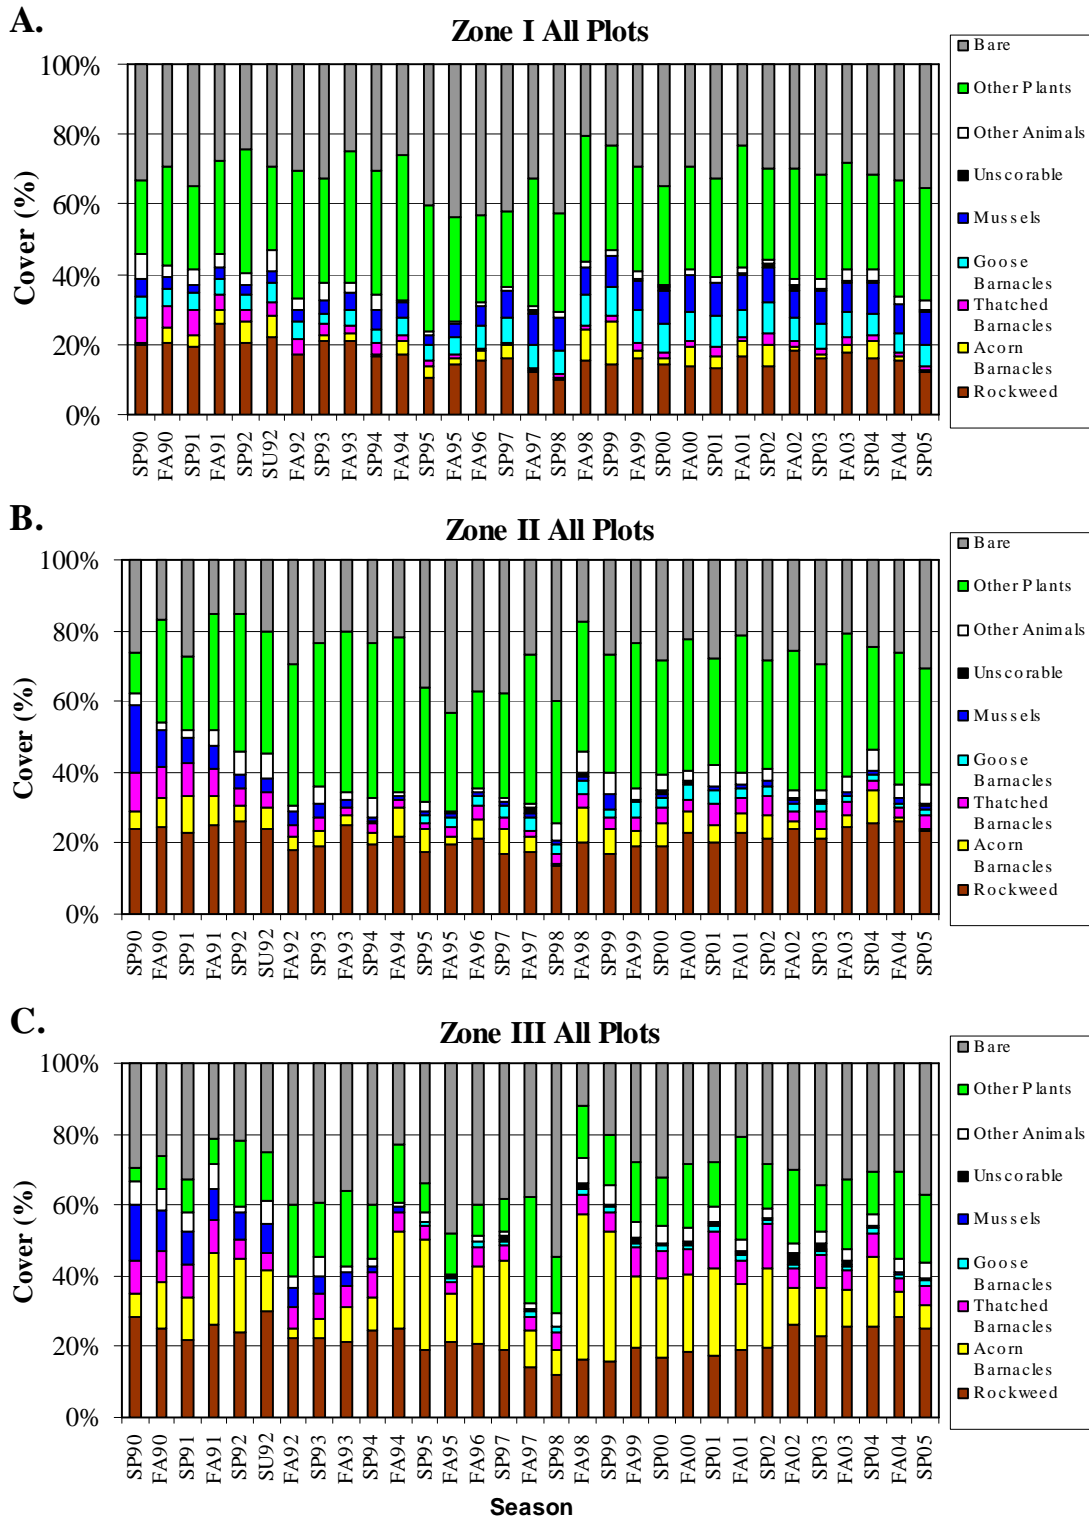 A.
Zone I All Plots
100%
80%
60%
40%
20%
0%
Cover (%)
SP90 FA90 SP91 FA91 SP92 SU92 FA92 SP93 FA93 SP94 FA94 SP95 FA95 FA96 SP97 FA97 SP98 FA98 SP99 FA99 SP00 FA00 SP01 FA01 SP02 FA02 SP03 FA03 SP04 FA04 SP05
Bare
Other Plants
Other Animals
Unscorable
Mussels
Goose
Barnacles
Thatched
Barnacles
Acorn
Barnacles
Rockweed
B.
Zone II All Plots
100%
80%
60%
40%
20%
0%
Cover (%)
SP90 FA90 SP91 FA91 SP92 SU92 FA92 SP93 FA93 SP94 FA94 SP95 FA95 FA96 SP97 FA97 SP98 FA98 SP99 FA99 SP00 FA00 SP01 FA01 SP02 FA02 SP03 FA03 SP04 FA04 SP05
Bare
Other Plants
Other Animals
Unscorable
Mussels
Goose
Barnacles
Thatched
Barnacles
Acorn
Barnacles
Rockweed
C.
Zone III All Plots
100%
80%
60%
40%
20%
0%
Cover (%)
SP90 FA90 SP91 FA91 SP92 SU92 FA92 SP93 FA93 SP94 FA94 SP95 FA95 FA96 SP97 FA97 SP98 FA98 SP99 FA99 SP00 FA00 SP01 FA01 SP02 FA02 SP03 FA03 SP04 FA04 SP05
Season
Bare
Other Plants
Other Animals
Unscorable
Mussels
Goose
Barnacles
Thatched
Barnacles
Acorn
Barnacles
Rockweed